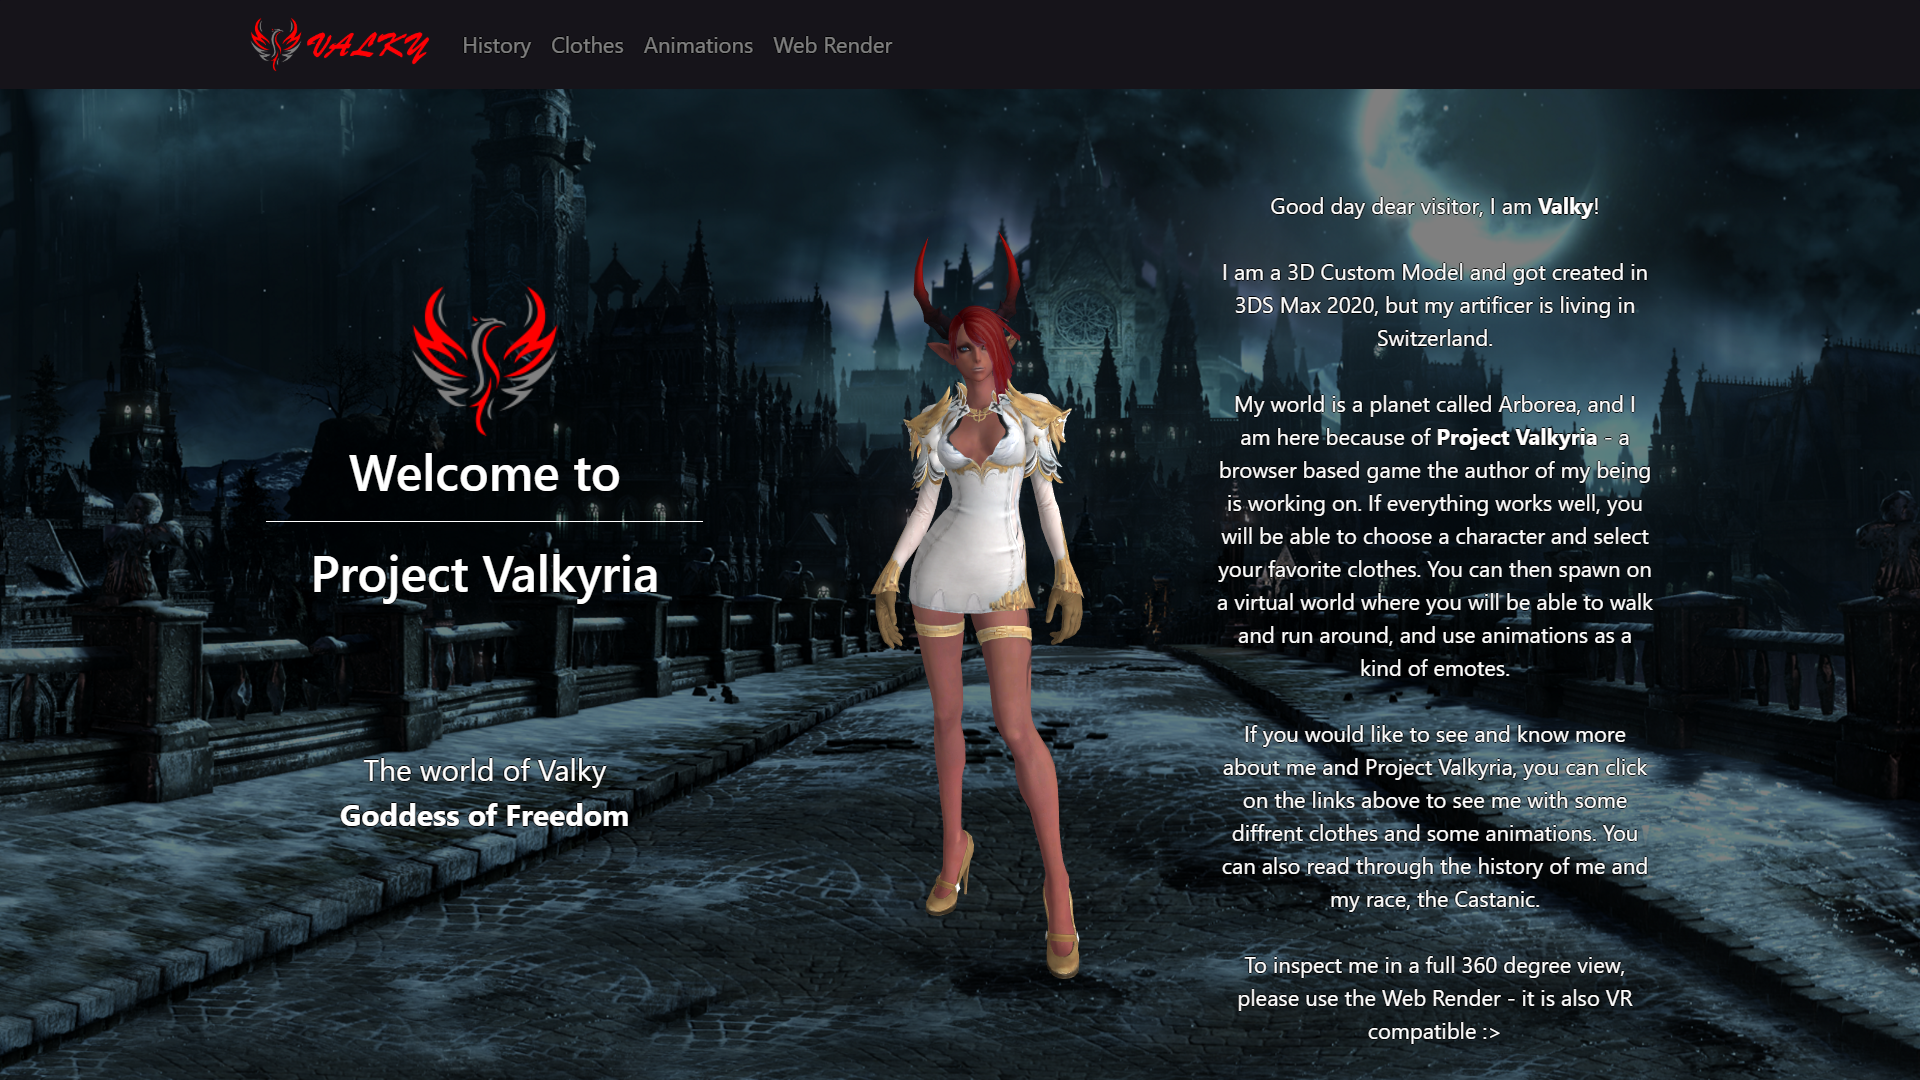 VALKY
History Clothes Animations Web Render
Welcome to
Project Valkyria
The world of Valky
Goddess of Freedom
Good day dear visitor, I am Valky!
I am a 3D Custom Model and got created in
3DS Max 2020, but my artificer is living in
Switzerland.
My world is a planet called Arborea, and I
am here because of Project Valkyria - a
browser based game the author of my being
is working on. If everything works well, you
will be able to choose a character and select
your favorite clothes. You can then spawn on
a virtual world where you will be able to walk
and run around, and use animations as a
kind of emotes.
If you would like to see and know more
about me and Project Valkyria, you can click
on the links above to see me with some
diffrent clothes and some animations. You
can also read through the history of me and
my race, the Castanic.
To inspect me in a full 360 degree view,
please use the Web Render - it is also VR
compatible :>